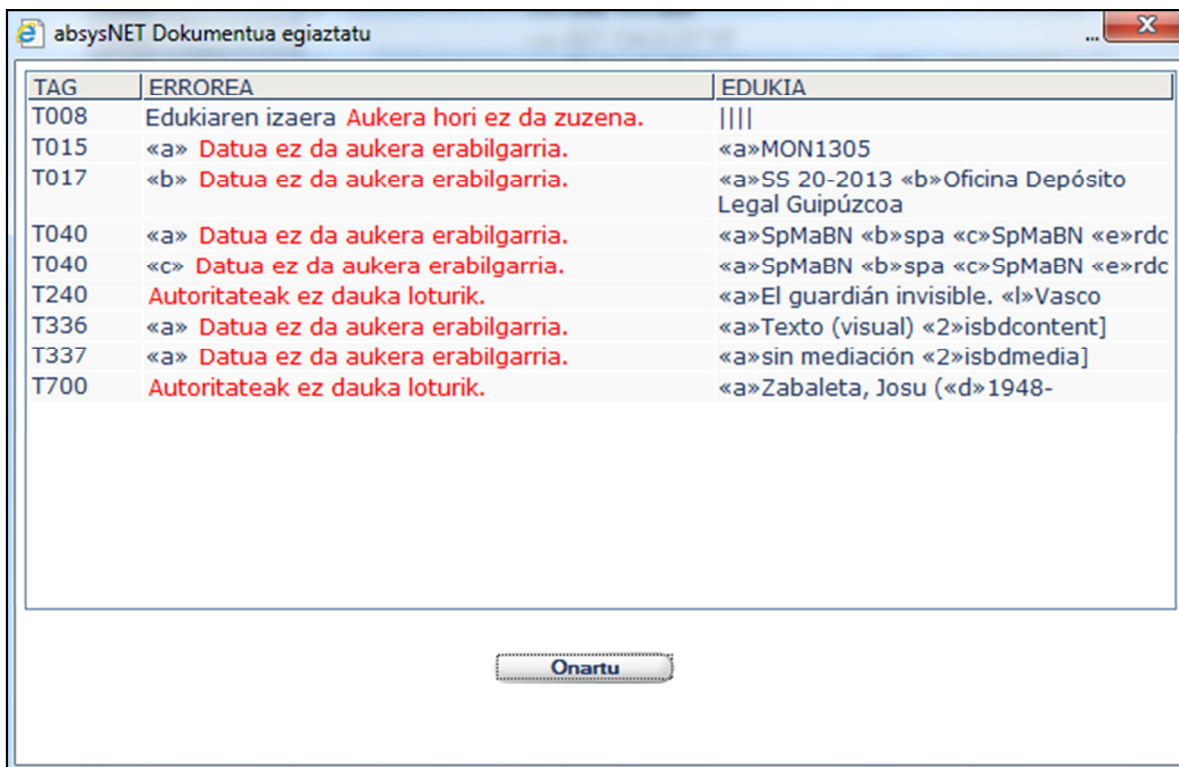 absysNET Dokumentua egiaztatu ...
TAG ERROREA EDUKIA
T008 Edukiaren izaera Aukera hori ez da zuzena. ||||
T015 «a» Datua ez da aukera erabilgarria. «a»MON1305
T017 «b» Datua ez da aukera erabilgarria. «a»SS 20-2013 «b»Oficina Depósito
Legal Guipúzcoa
T040 «a» Datua ez da aukera erabilgarria. «a»SpMaBN «b»spa «c»SpMaBN «e»rdc
T040 «c» Datua ez da aukera erabilgarria. «a»SpMaBN «b»spa «c»SpMaBN «e»rdc
T240 Autoritateak ez dauka loturik. «a»El guardián invisible. «l»Vasco
T336 «a» Datua ez da aukera erabilgarria. «a»Texto (visual) «2»isbdcontent]
T337 «a» Datua ez da aukera erabilgarria. «a»sin mediación «2»isbdmedia]
T700 Autoritateak ez dauka loturik. «a»Zabaleta, Josu («d»1948-
Onartu